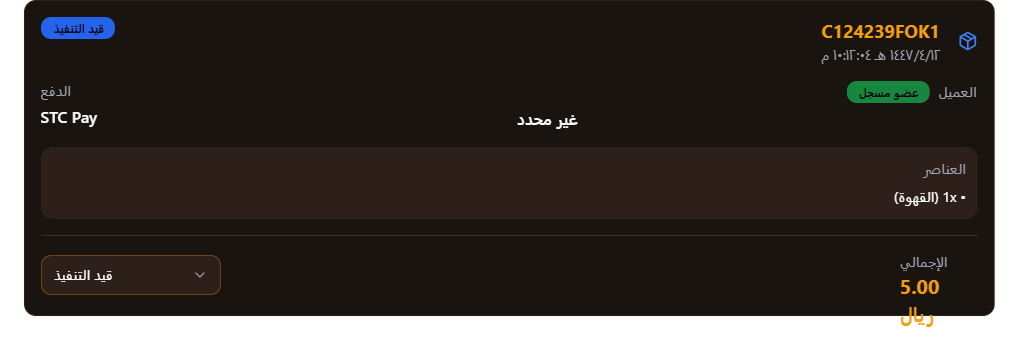 C124239FOK1
قيد التنفيذ
١٤٤٧/٤/١٢ هـ ١٠:١٢:٠٤ م
العميل
عضو مسجل
الدفع
غير محدد
STC Pay
العناصر
• 1x (القهوة)
الإجمالي
5.00
ريال
قيد التنفيذ